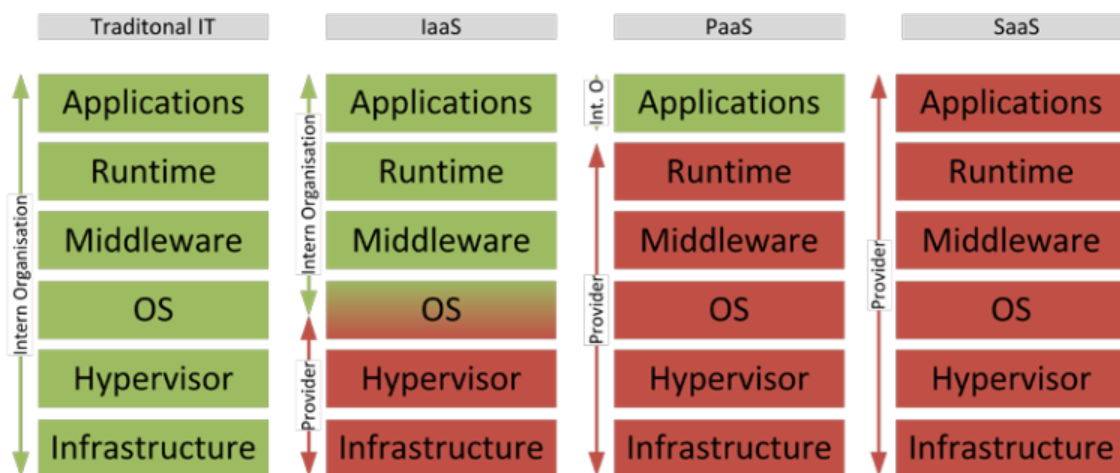 Traditonal IT
IaaS
PaaS
SaaS
Intern Organisation
Applications
Runtime
Middleware
OS
Hypervisor
Infrastructure
Intern Organisation
Provider
Applications
Runtime
Middleware
OS
Hypervisor
Infrastructure
Int. O
Provider
Applications
Runtime
Middleware
OS
Hypervisor
Infrastructure
Provider
Applications
Runtime
Middleware
OS
Hypervisor
Infrastructure